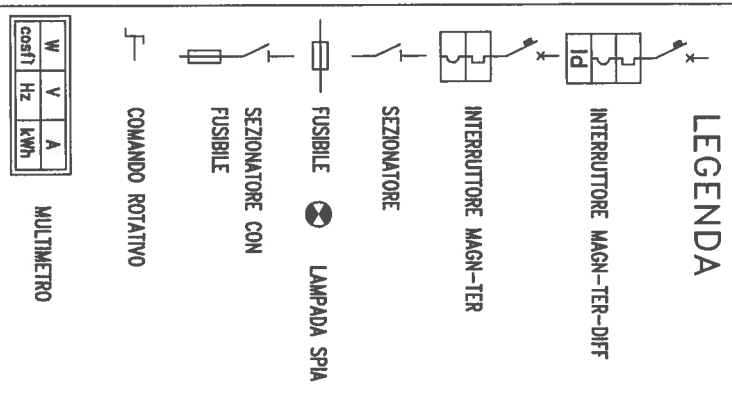 LEGENDA
Id
INTERRUTTORE MAGN-TER-DIFF
INTERRUTTORE MAGN-TER
SEZIONATORE
FUSIBILE
LAMPADA SPIA
SEZIONATORE CON
FUSIBILE
COMANDO ROTATIVO
W V A
cosfi Hz kWh
MULTIMETRO